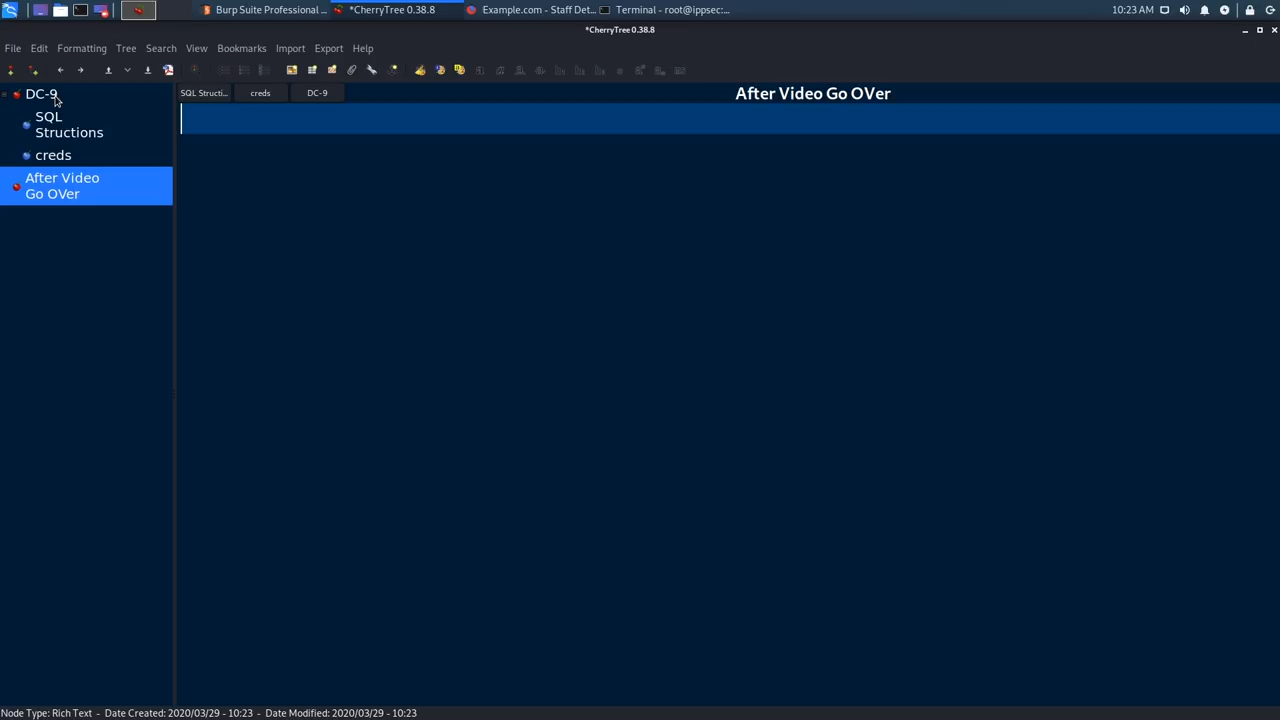 Burp Suite Professional ...
*CherryTree 0.38.8
Example.com - Staff Det...
Terminal - root@ippsec:...
10:23 AM
*CherryTree 0.38.8
File Edit Formatting Tree Search View Bookmarks Import Export Help
DC-9
SQL
Structions
creds
After Video
Go OVer
SQL Structi...
creds
DC-9
After Video Go OVer
Node Type: Rich Text - Date Created: 2020/03/29 - 10:23 - Date Modified: 2020/03/29 - 10:23